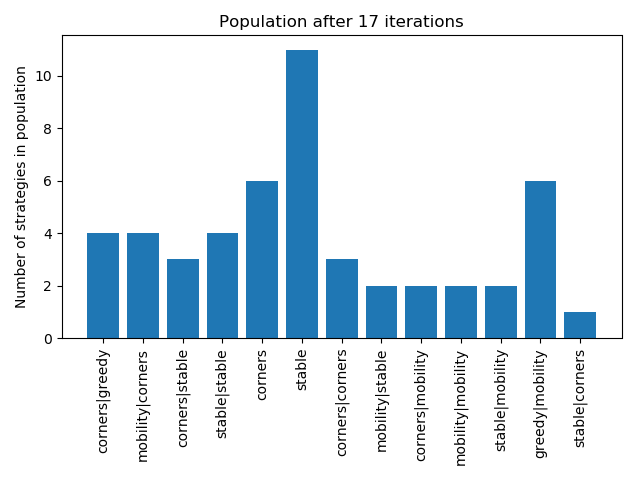 Population after 17 iterations
Number of strategies in population
10
8
6
4
2
0
corners|greedy
mobility|corners
corners|stable
stable|stable
corners
stable
corners|corners
mobility|stable
corners|mobility
mobility|mobility
stable|mobility
greedy|mobility
stable|corners